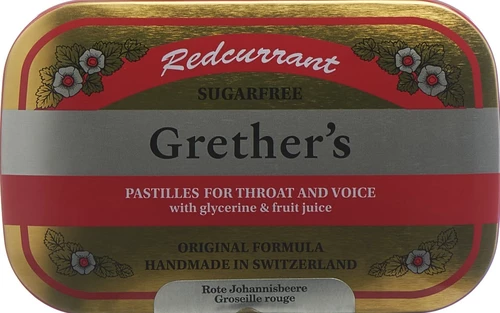 Redcurrant
SUGARFREE
Grether's
PASTILLES FOR THROAT AND VOICE
with glycerine & fruit juice
ORIGINAL FORMULA
HANDMADE IN SWITZERLAND
Rote Johannisbeere
Groseille rouge